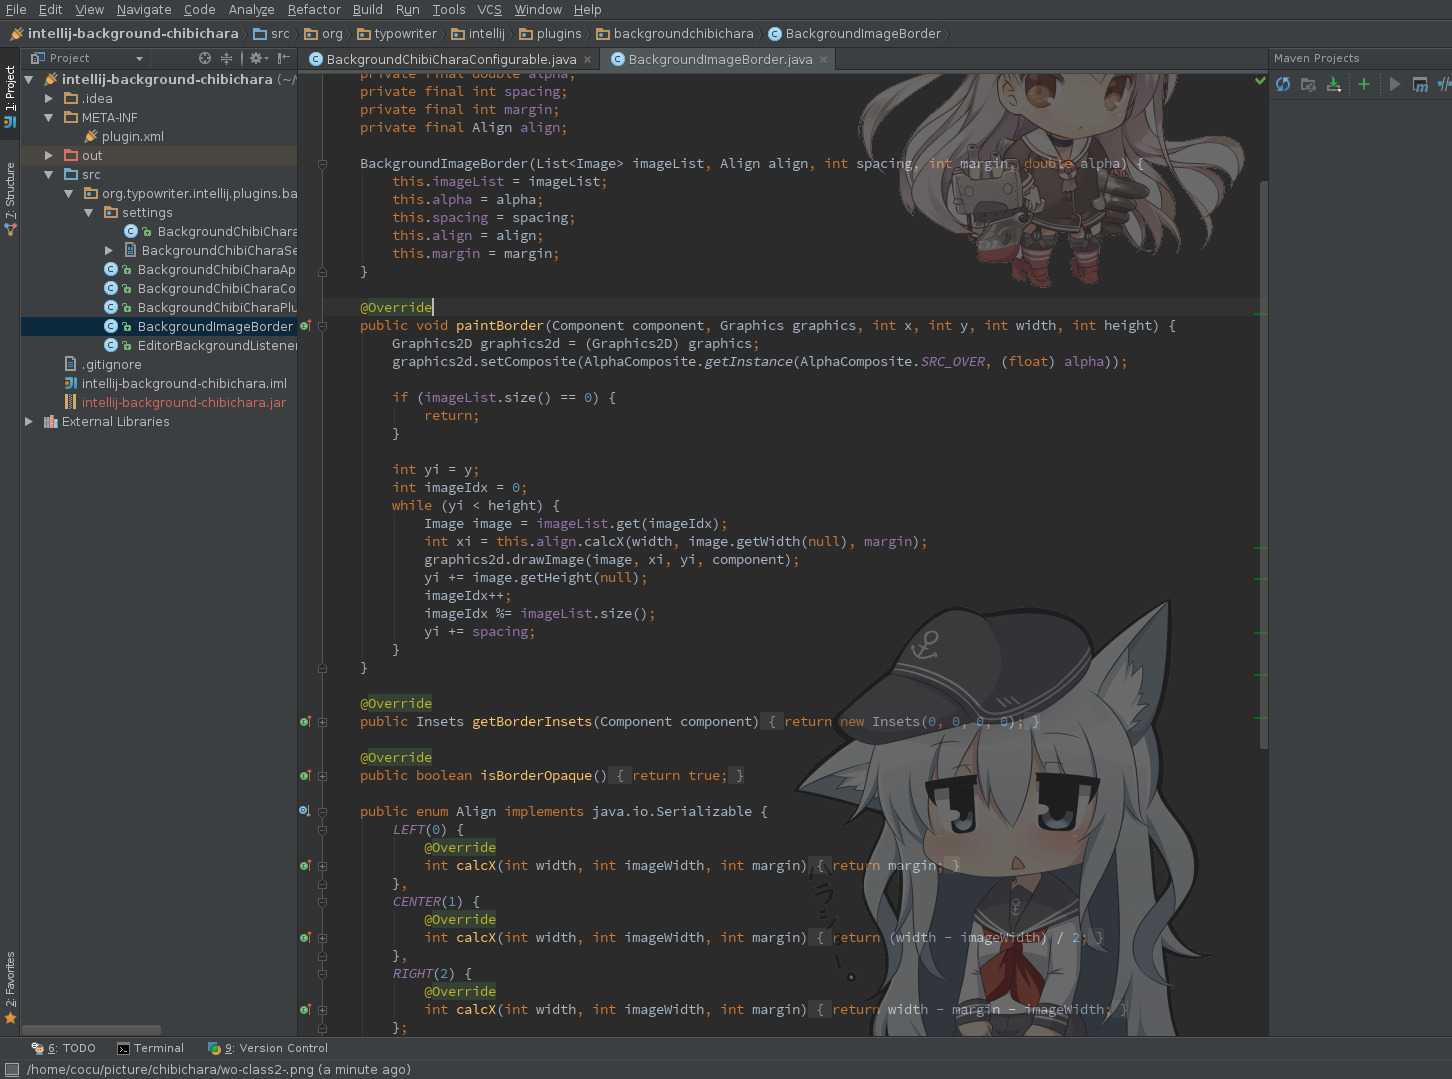 File Edit View Navigate Code Analyze Refactor Build Run Tools VCS Window Help
intellij-background-chibichara src org typowriter intellij plugins backgroundchibichara BackgroundImageBorder
Project
BackgroundChibiCharaConfigurable.java BackgroundImageBorder.java
Maven Projects
1: Project
7: Structure
2: Favorites
intellij-background-chibichara (~/
.idea
META-INF
plugin.xml
out
src
org.typowriter.intellij.plugins.ba
settings
BackgroundChibiChara
BackgroundChibiCharaSe
BackgroundChibiCharaAp
BackgroundChibiCharaCo
BackgroundChibiCharaPlu
BackgroundImageBorder
EditorBackgroundListener
.gitignore
intellij-background-chibichara.iml
intellij-background-chibichara.jar
External Libraries
private final double alpha;
private final int spacing;
private final int margin;
private final Align align;
BackgroundImageBorder(List<Image> imageList, Align align, int spacing, int margin, double alpha) {
this.imageList = imageList;
this.alpha = alpha;
this.spacing = spacing;
this.align = align;
this.margin = margin;
}
@Override
public void paintBorder(Component component, Graphics graphics, int x, int y, int width, int height) {
Graphics2D graphics2d = (Graphics2D) graphics;
graphics2d.setComposite(AlphaComposite.getInstance(AlphaComposite.SRC_OVER, (float) alpha));
if (imageList.size() == 0) {
return;
}
int yi = y;
int imageIdx = 0;
while (yi < height) {
Image image = imageList.get(imageIdx);
int xi = this.align.calcX(width, image.getWidth(null), margin);
graphics2d.drawImage(image, xi, yi, component);
yi += image.getHeight(null);
imageIdx++;
imageIdx %= imageList.size();
yi += spacing;
}
}
@Override
public Insets getBorderInsets(Component component) { return new Insets(0, 0, 0, 0); }
@Override
public boolean isBorderOpaque() { return true; }
public enum Align implements java.io.Serializable {
LEFT(0) {
@Override
int calcX(int width, int imageWidth, int margin) { return margin; }
},
CENTER(1) {
@Override
int calcX(int width, int imageWidth, int margin) { return (width - imageWidth) / 2; }
},
RIGHT(2) {
@Override
int calcX(int width, int imageWidth, int margin) { return width - margin - imageWidth; }
};
6: TODO Terminal 9: Version Control
/home/cocu/picture/chibichara/wo-class2-.png (a minute ago)